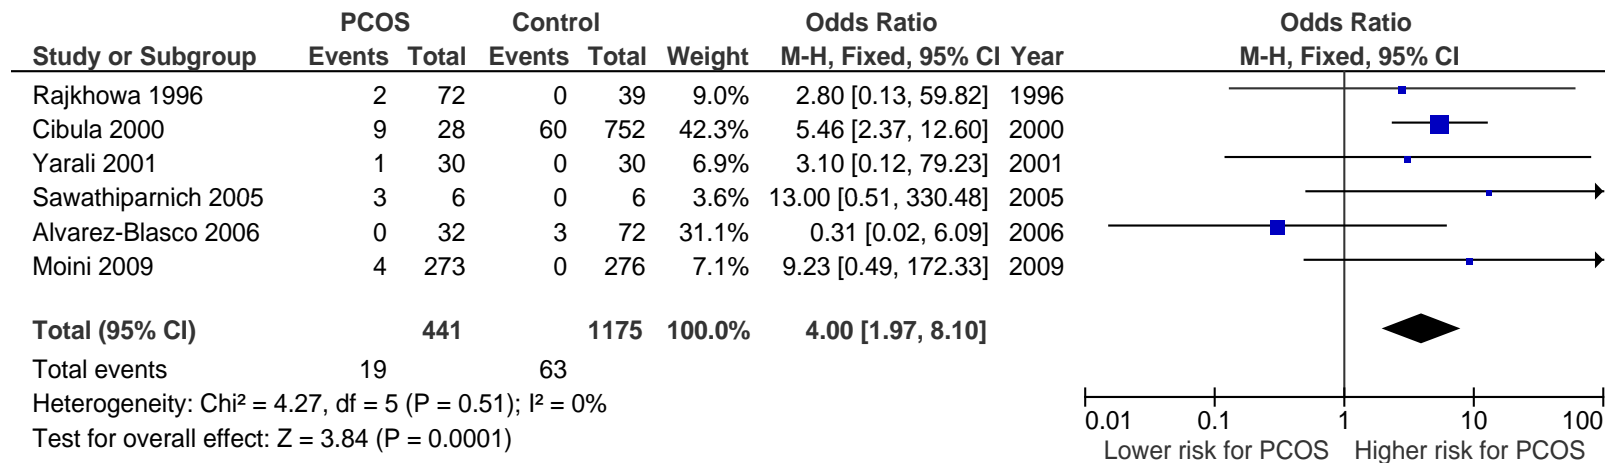 PCOS Control Odds Ratio Odds Ratio
Study or Subgroup Events Total Events Total Weight M-H, Fixed, 95% CI Year M-H, Fixed, 95% CI
Rajkhowa 1996 2 72 0 39 9.0% 2.80 [0.13, 59.82] 1996
Cibula 2000 9 28 60 752 42.3% 5.46 [2.37, 12.60] 2000
Yarali 2001 1 30 0 30 6.9% 3.10 [0.12, 79.23] 2001
Sawathiparnich 2005 3 6 0 6 3.6% 13.00 [0.51, 330.48] 2005
Alvarez-Blasco 2006 0 32 3 72 31.1% 0.31 [0.02, 6.09] 2006
Moini 2009 4 273 0 276 7.1% 9.23 [0.49, 172.33] 2009
Total (95% CI) 441 1175 100.0% 4.00 [1.97, 8.10]
Total events 19 63
Heterogeneity: Chi² = 4.27, df = 5 (P = 0.51); I² = 0%
Test for overall effect: Z = 3.84 (P = 0.0001)
0.01 0.1 1 10 100
Lower risk for PCOS Higher risk for PCOS